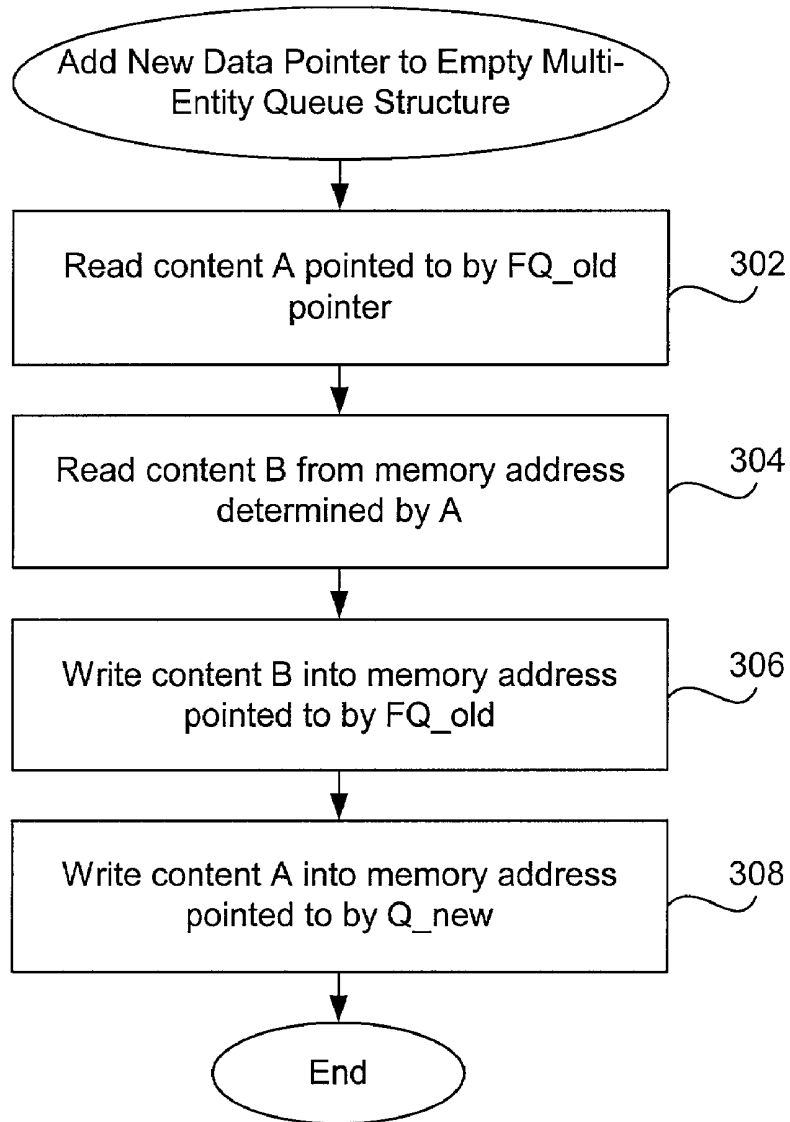 Add New Data Pointer to Empty Multi-
Entity Queue Structure
Read content A pointed to by FQ_old
pointer
302
Read content B from memory address
determined by A
304
Write content B into memory address
pointed to by FQ_old
306
Write content A into memory address
pointed to by Q_new
308
End